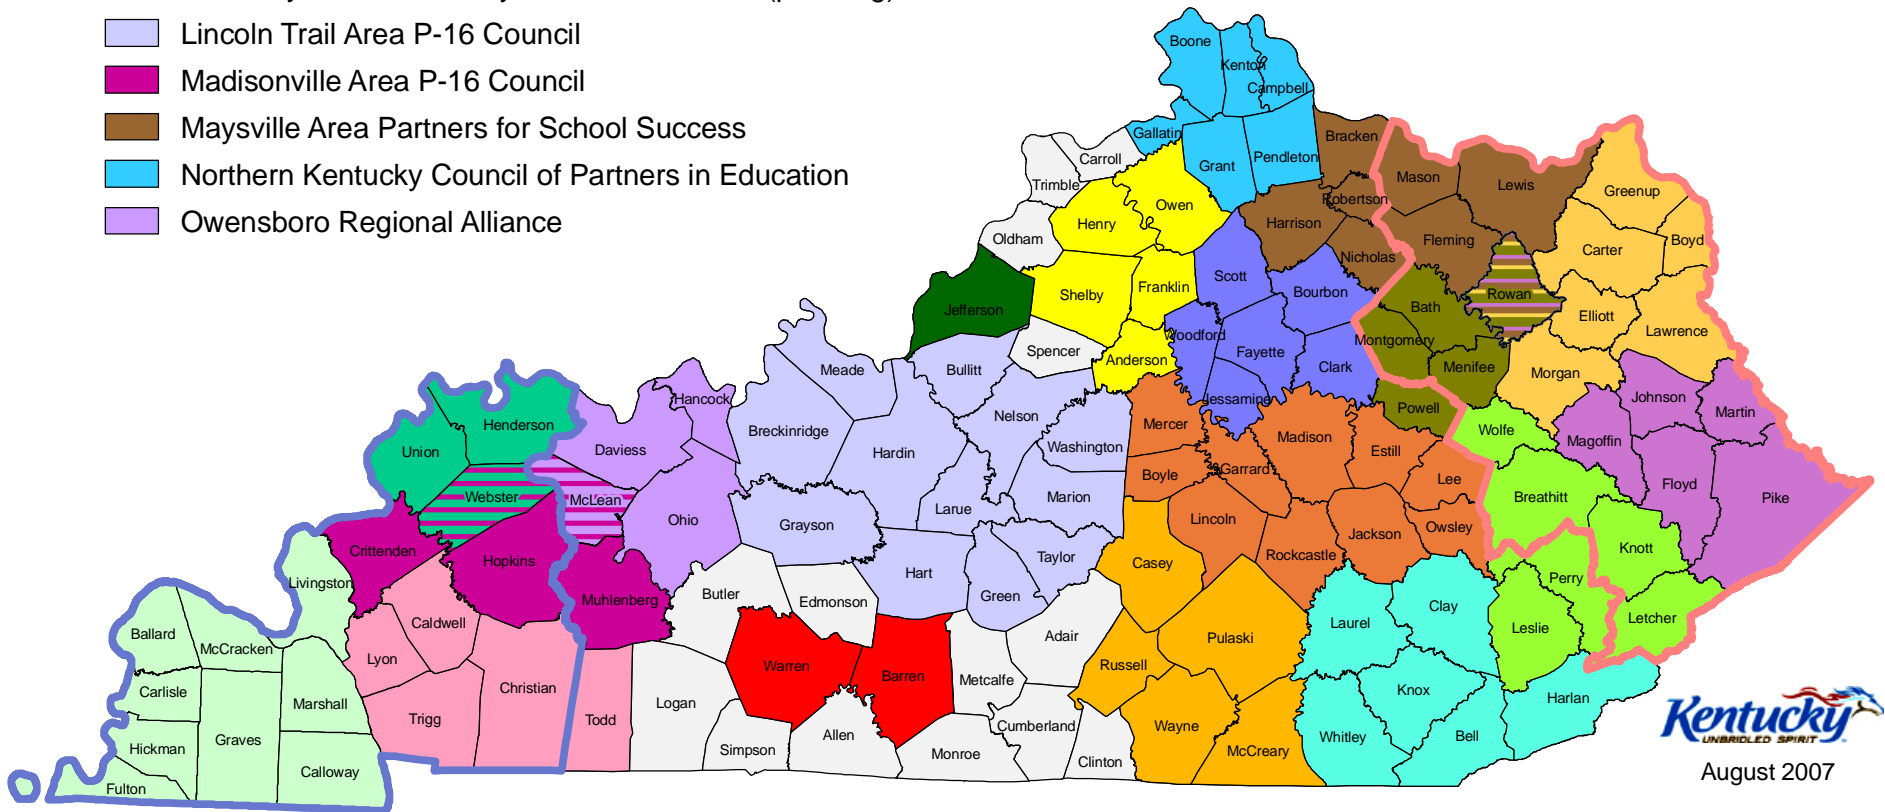 (p
g)
Lincoln Trail Area P-16 Council
Madisonville Area P-16 Council
Maysville Area Partners for School Success
Northern Kentucky Council of Partners in Education
Owensboro Regional Alliance
Boone
Kenton
Campbell
Gallatin
Grant
Pendleton
Bracken
Carroll
Trimble
Mason
Lewis
Greenup
Robertson
Owen
Henry
Harrison
Fleming
Oldham
Carter
Boyd
Nicholas
Scott
Franklin
Shelby
Bourbon
Bath
Rowan
Jefferson
Elliott
Lawrence
Woodford
Montgomery
Fayette
Spencer
Anderson
Clark
Menifee
Morgan
Meade
Bullitt
Hancock
Jessamine
Powell
Johnson
Martin
Nelson
Henderson
Mercer
Breckinridge
Wolfe
Madison
Magoffin
Daviess
Washington
Union
Hardin
Estill
Garrard
Boyle
Lee
Floyd
Webster
McLean
Marion
Breathitt
Pike
Larue
Ohio
Grayson
Lincoln
Owsley
Jackson
Crittenden
Hopkins
Taylor
Rockcastle
Knott
Casey
Hart
Livingston
Perry
Butler
Green
Muhlenberg
Edmonson
Clay
Letcher
Caldwell
Laurel
Leslie
Ballard
McCracken
Adair
Pulaski
Lyon
Warren
Russell
Barren
Metcalfe
Christian
Carlisle
Knox
Harlan
Marshall
Logan
Trigg
Todd
Cumberland
Wayne
Allen
Whitley
Bell
Graves
Hickman
Simpson
Monroe
McCreary
Clinton
Calloway
Fulton
Kentucky
UNBRIDLED SPIRIT
August 2007